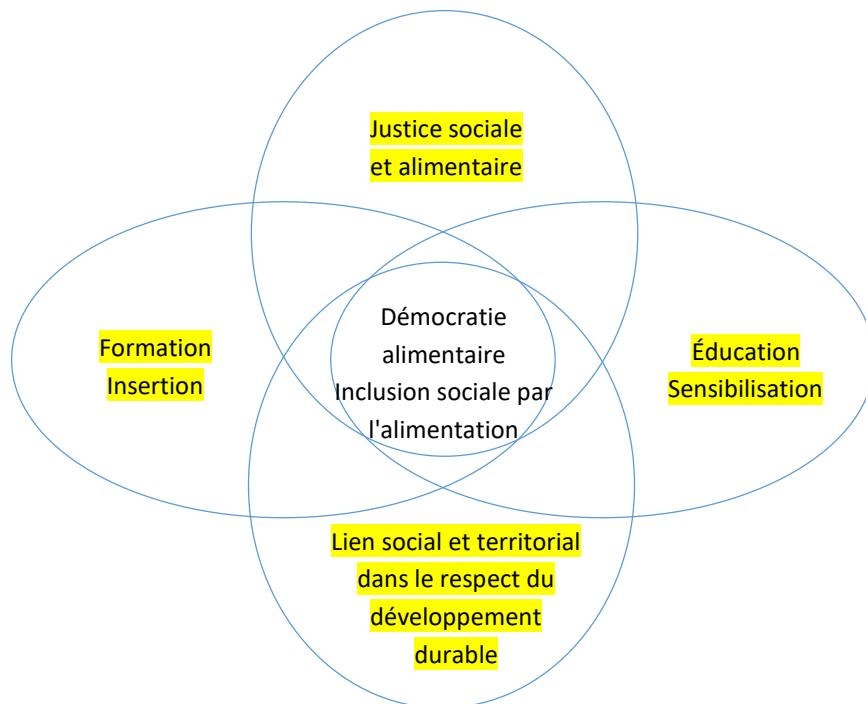 Justice sociale
et alimentaire
Formation
Insertion
Démocratie
alimentaire
Inclusion sociale par
l'alimentation
Éducation
Sensibilisation
Lien social et territorial
dans le respect du
développement
durable